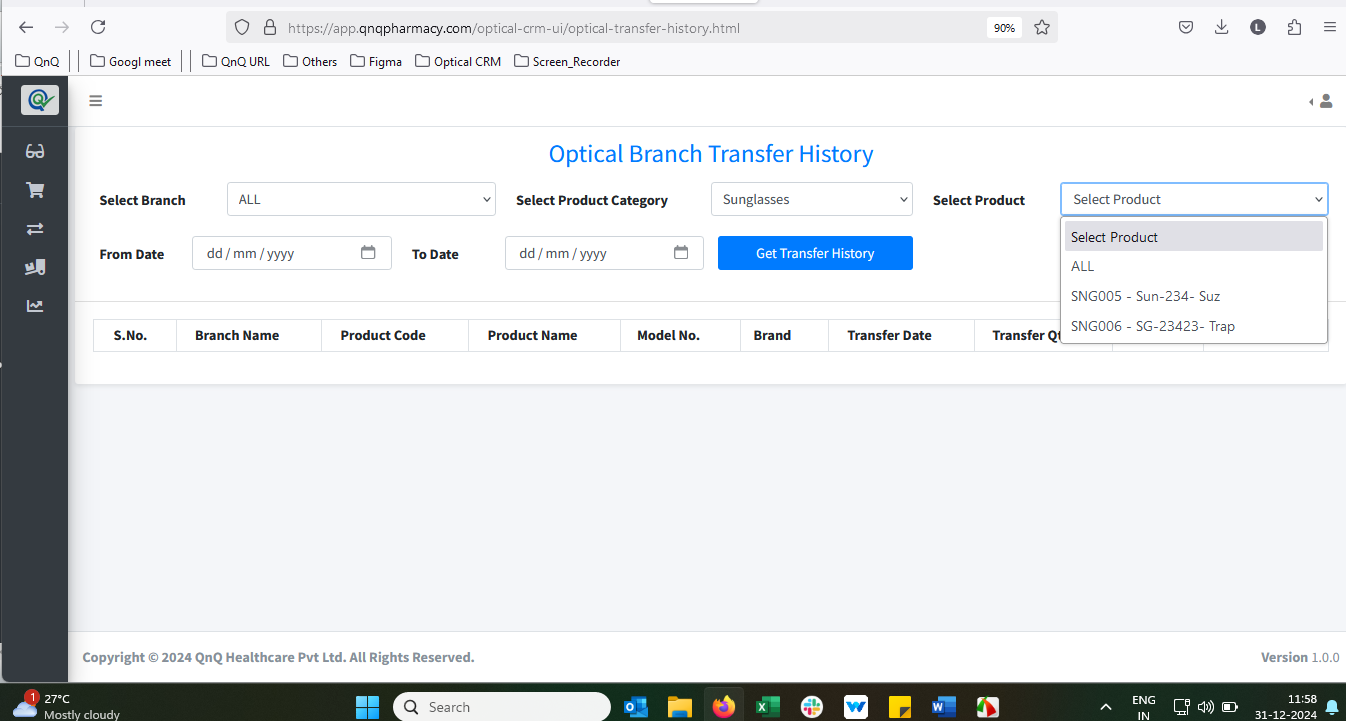 https://app.qnqpharmacy.com/optical-crm-ui/optical-transfer-history.html 90% L
QnQ Googl meet QnQ URL Others Figma Optical CRM Screen_Recorder
Optical Branch Transfer History
Select Branch ALL Select Product Category Sunglasses Select Product Select Product
Select Product
From Date dd / mm / yyyy To Date dd / mm / yyyy Get Transfer History
ALL
SNG005 - Sun-234- Suz
SNG006 - SG-23423- Trap
S.No. Branch Name Product Code Product Name Model No. Brand Transfer Date Transfer Qt
Copyright © 2024 QnQ Healthcare Pvt Ltd. All Rights Reserved. Version 1.0.0
1 27°C
Mostly cloudy
Search
ENG
IN
11:58
31-12-2024